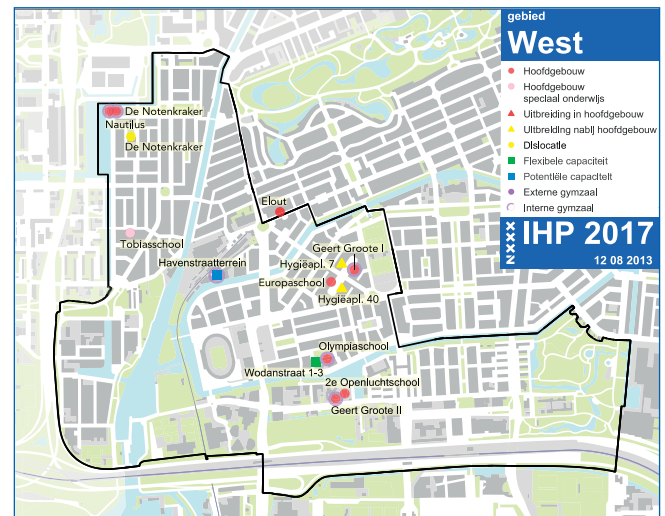 gebied
West
Hoofdgebouw
Hoofdgebouw
speciaal onderwijs
Uitbreiding in hoofdgebouw
Uitbreiding nabij hoofdgebouw
Dislocatie
Flexibele capaciteit
Potentiële capaciteit
Externe gymzaal
Interne gymzaal
XXX
N
IHP 2017
12 08 2013
De Notenkraker
Nautilus
De Notenkraker
Elout
Tobiasschool
Geert Groote I
Havenstraatterrein
Hygiëapl. 7
Europaschool
Hygiëapl. 40
Olympiaschool
Wodanstraat 1-3
2e Openluchtschool
Geert Groote II